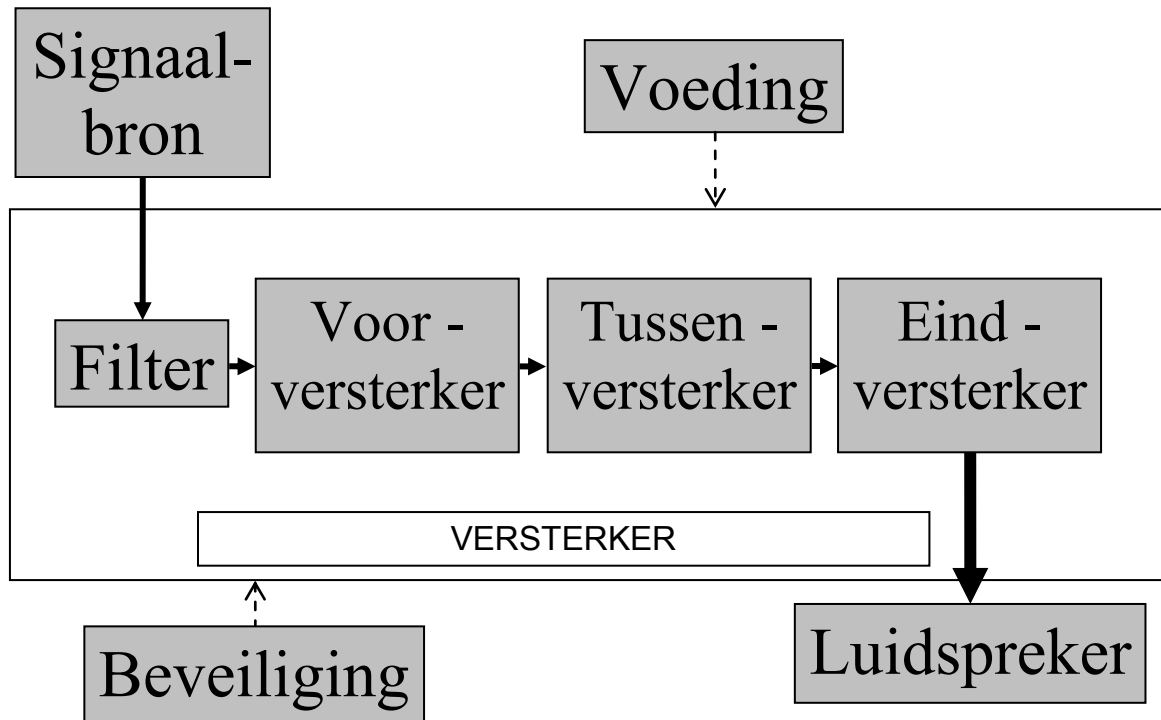 Signaal-
bron
Voeding
Filter
Voor -
versterker
Tussen -
versterker
Eind -
versterker
VERSTERKER
Beveiliging
Luidspreker